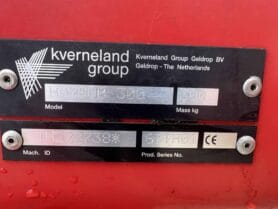 kverneland
group
Kverneland Group Geldrop BV
Geldrop - The Netherlands
Model
Mass kg
Mach. ID
Prod. Series No.
CE